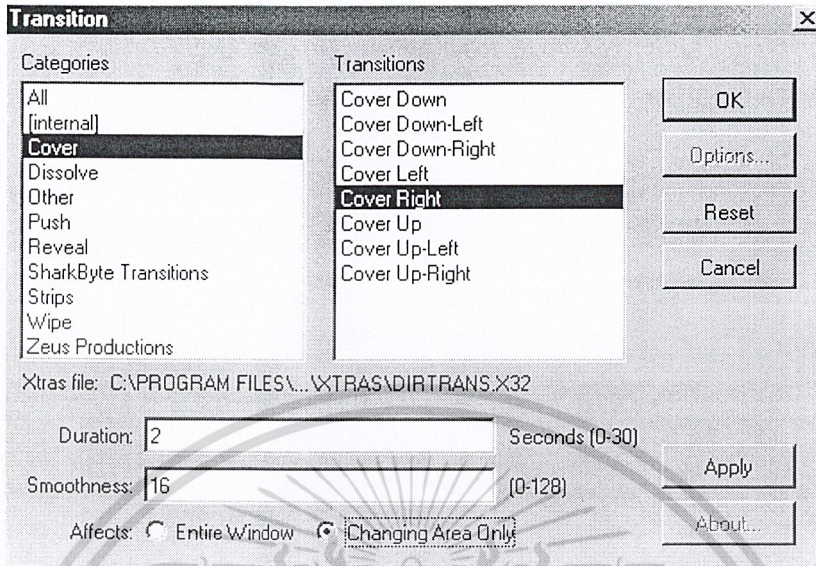 Transition
Categories
All
[internal]
Cover
Dissolve
Other
Push
Reveal
SharkByte Transitions
Strips
Wipe
Zeus Productions
Transitions
Cover Down
Cover Down-Left
Cover Down-Right
Cover Left
Cover Right
Cover Up
Cover Up-Left
Cover Up-Right
OK
Options...
Reset
Cancel
Xtras file: C:\PROGRAM FILES\...\XTRAS\DIRTRANS.X32
Duration: 2 Seconds (0-30)
Smoothness: 16 (0-128)
Affects: Entire Window Changing Area Only
Apply
About...